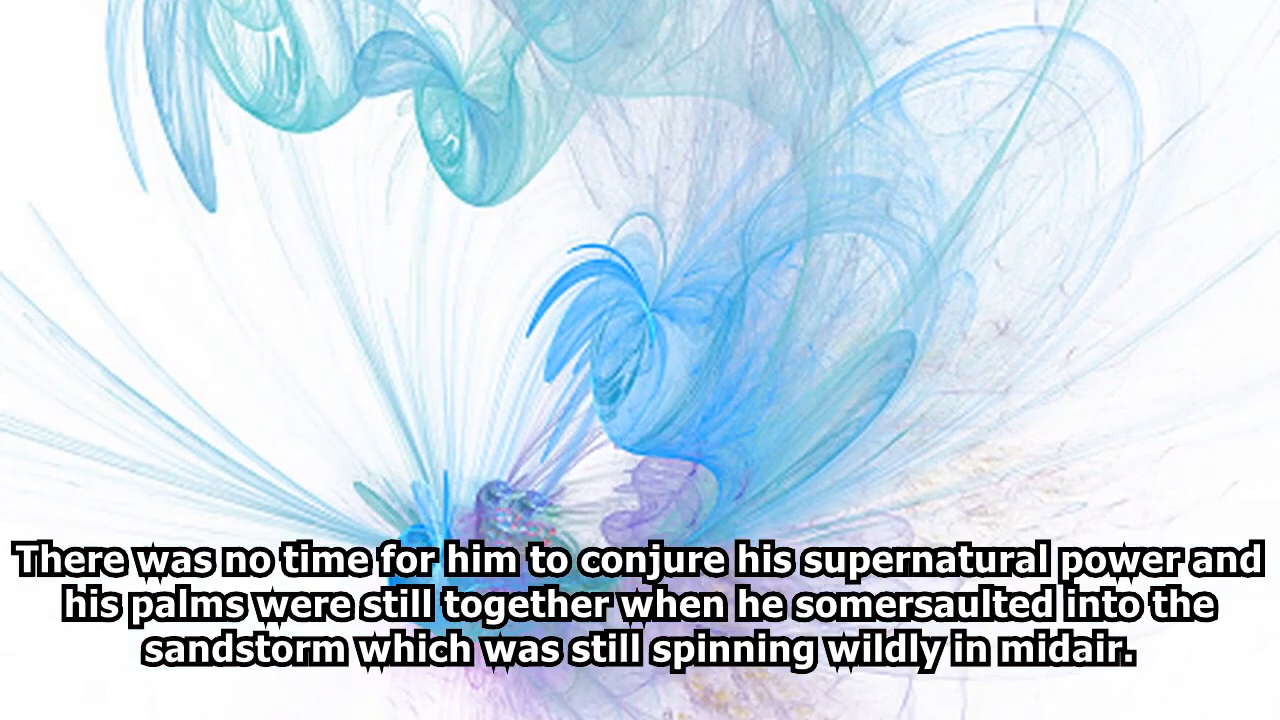 There was no time for him to conjure his supernatural power and
his palms were still together when he somersaulted into the
sandstorm which was still spinning wildly in midair.